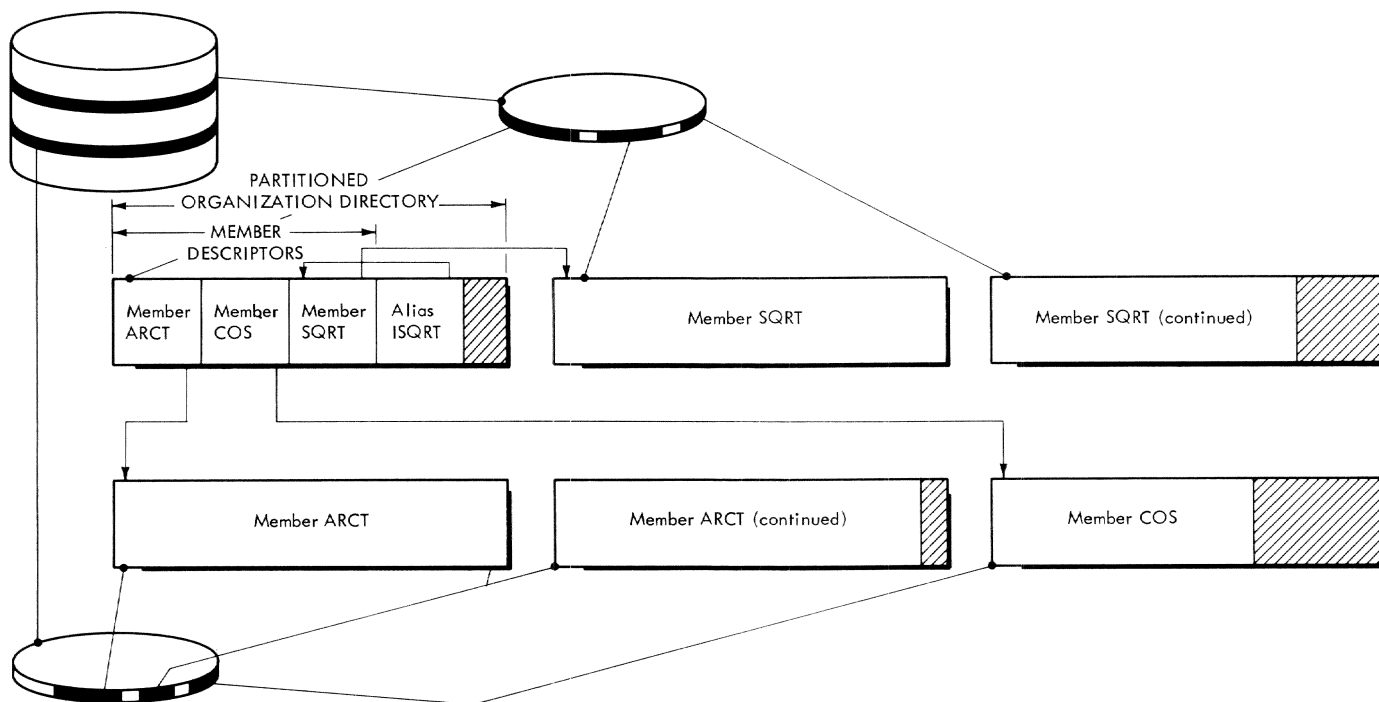 PARTITIONED
ORGANIZATION DIRECTORY
MEMBER
DESCRIPTORS
Member
ARCT
Member
COS
Member
SQRT
Alias
ISQRT
Member SQRT
Member SQRT (continued)
Member ARCT
Member ARCT (continued)
Member COS